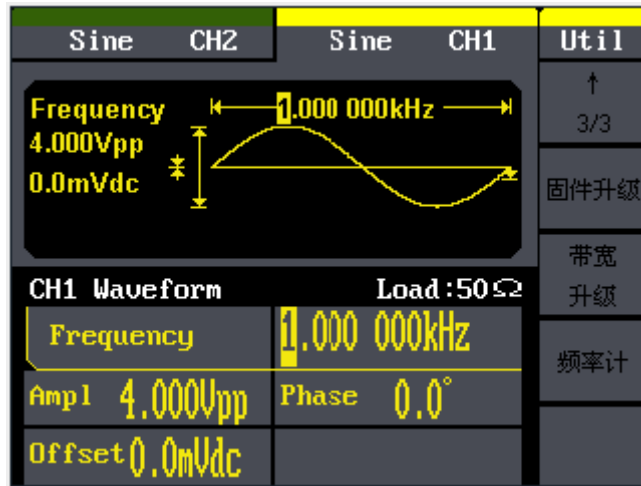 Sine CH2 Sine CH1 Util
↑
3/3
固件升级
带宽
升级
频率计
Frequency 1.000 000kHz
4.000Vpp
0.0mVdc
CH1 Waveform Load:50Ω
Frequency 1.000 000kHz
Ampl 4.000Vpp Phase 0.0°
Offset 0.0mVdc